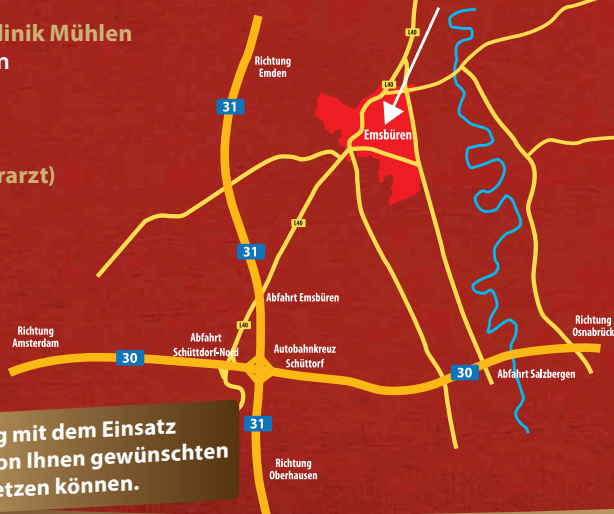 linik Mühlen
n
rarzt)
Richtung
Emden
31
L40
L40
Emsbüren
L40
31
Abfahrt Emsbüren
L40
Richtung
Amsterdam
30
Abfahrt
Schüttdorf-Nord
Autobahnkreuz
Schüttorf
30
Abfahrt Salzbergen
Richtung
Osnabrück
31
Richtung
Oberhausen
g mit dem Einsatz
on Ihnen gewünschten
etzen können.